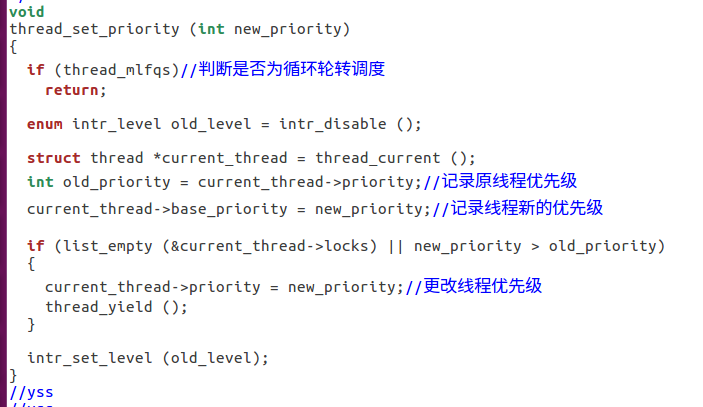 void
thread_set_priority (int new_priority)
{
  if (thread_mlfqs)//判断是否为循环轮转调度
    return;
  enum intr_level old_level = intr_disable ();
  struct thread *current_thread = thread_current ();
  int old_priority = current_thread->priority;//记录原线程优先级
  current_thread->base_priority = new_priority;//记录线程新的优先级
  if (list_empty (&current_thread->locks) || new_priority > old_priority)
  {
    current_thread->priority = new_priority;//更改线程优先级
    thread_yield ();
  }
  intr_set_level (old_level);
}
//yss